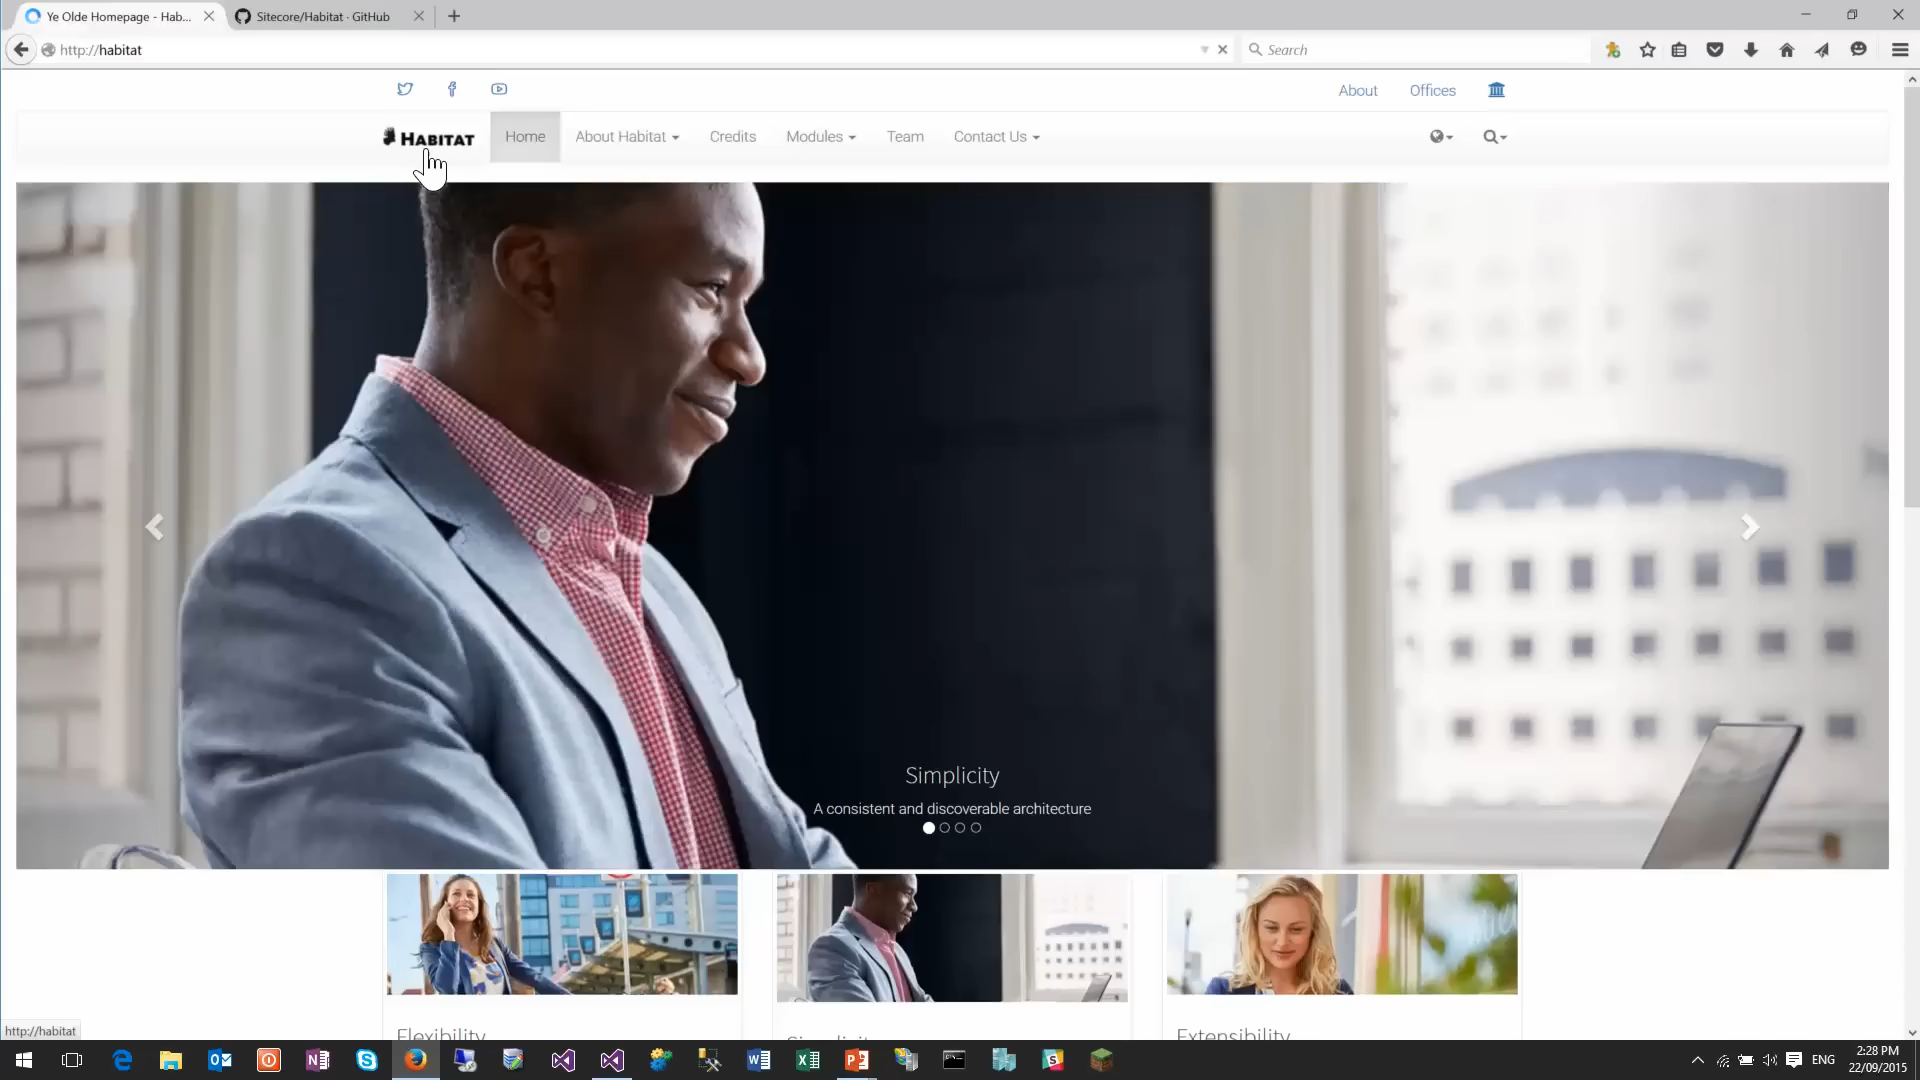 Ye Olde Homepage - Hab...
Sitecore/Habitat · GitHub
http://habitat
Search
About
Offices
HABITAT
Home
About Habitat
Credits
Modules
Team
Contact Us
Simplicity
A consistent and discoverable architecture
Flexibility
Simplicity
Extensibility
http://habitat
ENG
2:28 PM
22/09/2015